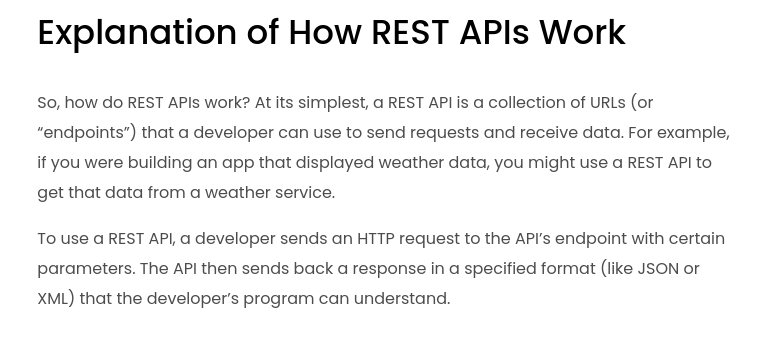 Explanation of How REST APIs Work
So, how do REST APIs work? At its simplest, a REST API is a collection of URLs (or
“endpoints”) that a developer can use to send requests and receive data. For example,
if you were building an app that displayed weather data, you might use a REST API to
get that data from a weather service.
To use a REST API, a developer sends an HTTP request to the API’s endpoint with certain
parameters. The API then sends back a response in a specified format (like JSON or
XML) that the developer’s program can understand.